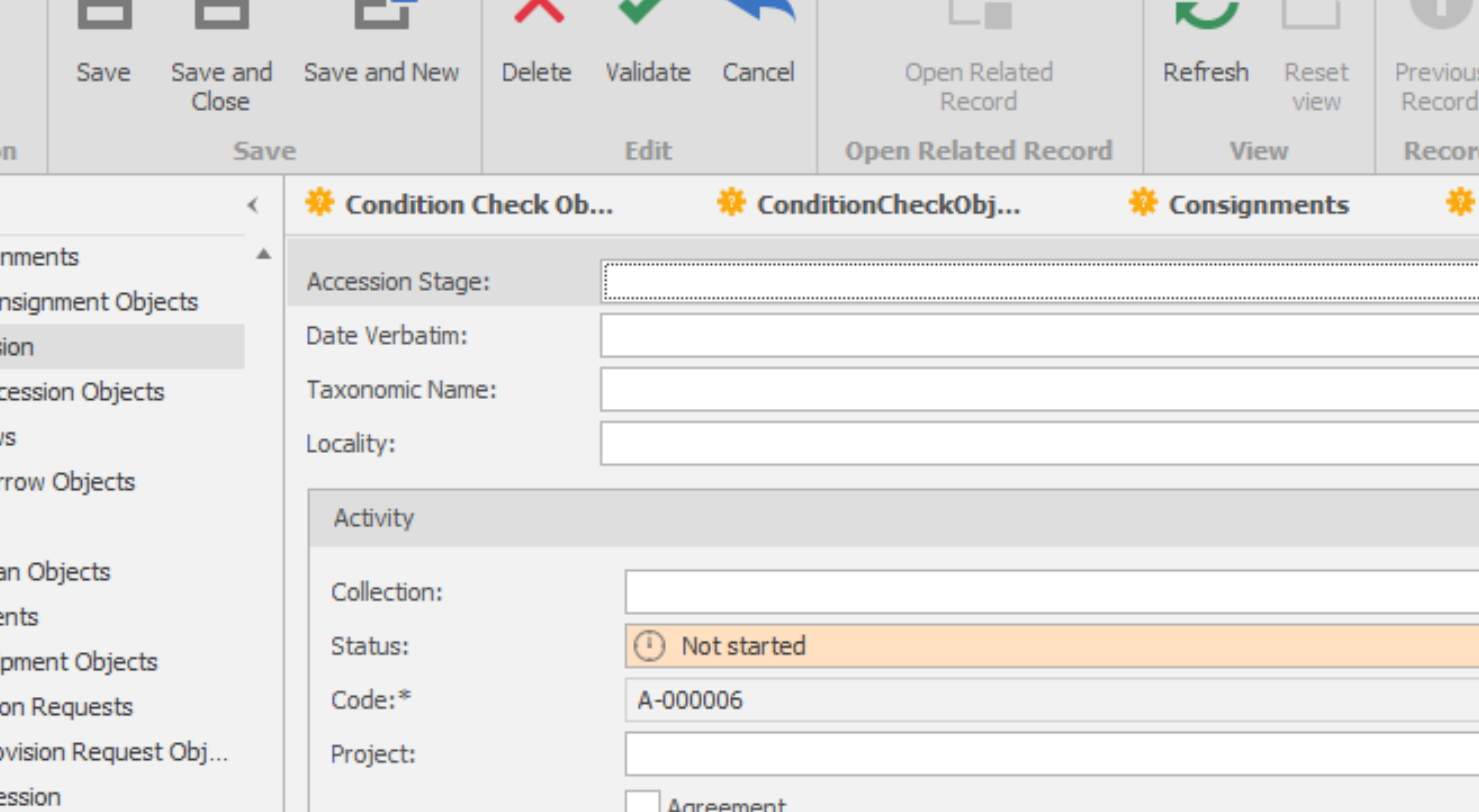 Save
Save and Close
Save and New
Delete
Validate
Cancel
Open Related Record
Refresh
Reset view
Previous Record
Save
Edit
Open Related Record
View
Condition Check Ob...
ConditionCheckObj...
Consignments
nments
nsignment Objects
sion
cession Objects
ws
rrow Objects
an Objects
ents
pment Objects
on Requests
ovision Request Obj...
ession
Accession Stage:
Date Verbatim:
Taxonomic Name:
Locality:
Activity
Collection:
Status:
Not started
Code:*
A-000006
Project:
Agreement